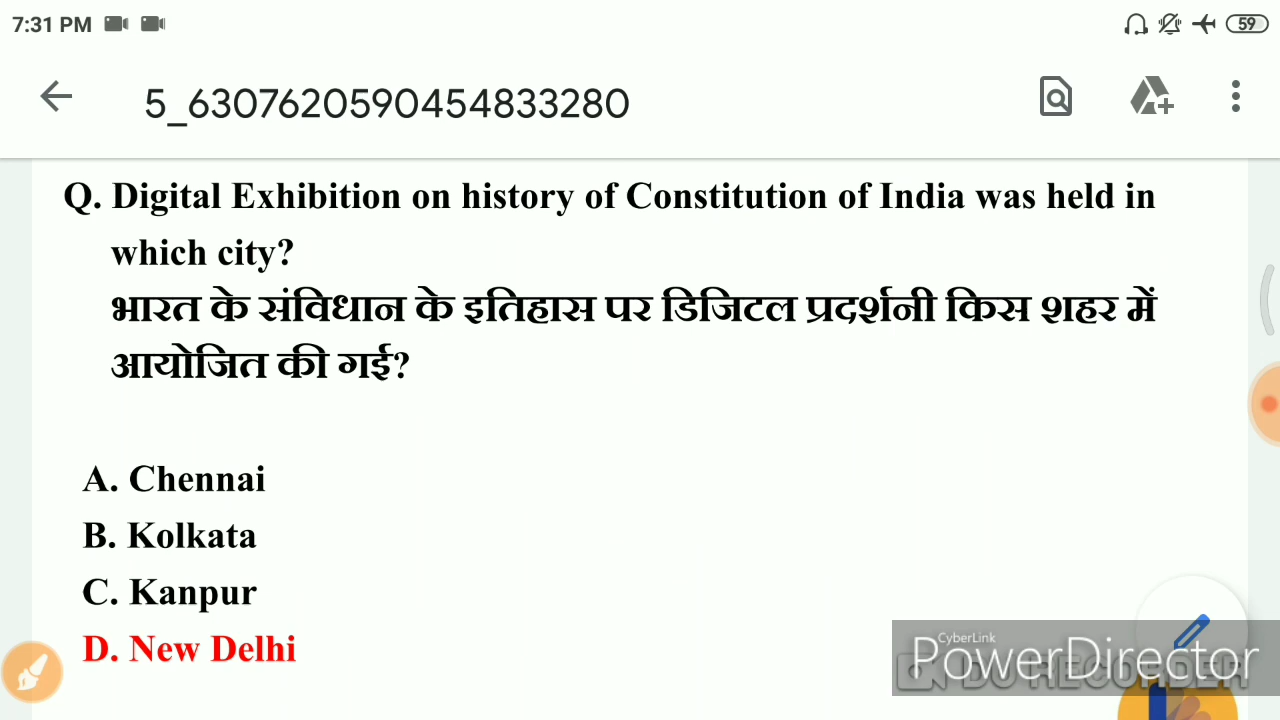 7:31 PM
59
5_6307620590454833280
Q. Digital Exhibition on history of Constitution of India was held in
which city?
भारत के संविधान के इतिहास पर डिजिटल प्रदर्शनी किस शहर में
आयोजित की गई?
A. Chennai
B. Kolkata
C. Kanpur
D. New Delhi
CyberLink
PowerDirector
RECORDER